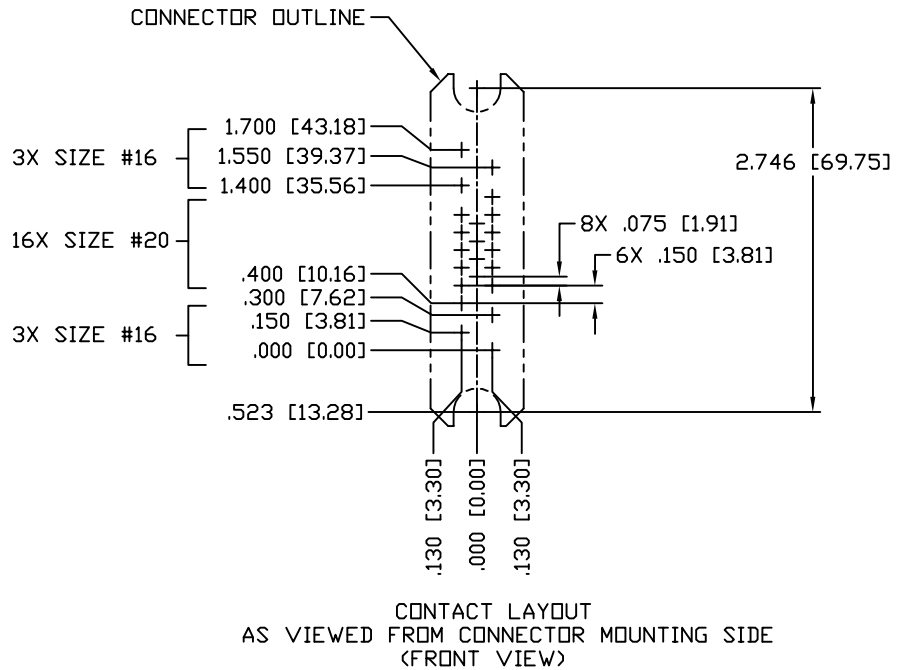 CONNECTOR OUTLINE
1.700 [43.18]
3X SIZE #16
1.550 [39.37]
2.746 [69.75]
1.400 [35.56]
8X .075 [1.91]
16X SIZE #20
6X .150 [3.81]
.400 [10.16]
.300 [7.62]
.150 [3.81]
3X SIZE #16
.000 [0.00]
.523 [13.28]
.130 [3.30]
.000 [0.00]
.130 [3.30]
CONTACT LAYOUT
AS VIEWED FROM CONNECTOR MOUNTING SIDE
(FRONT VIEW)